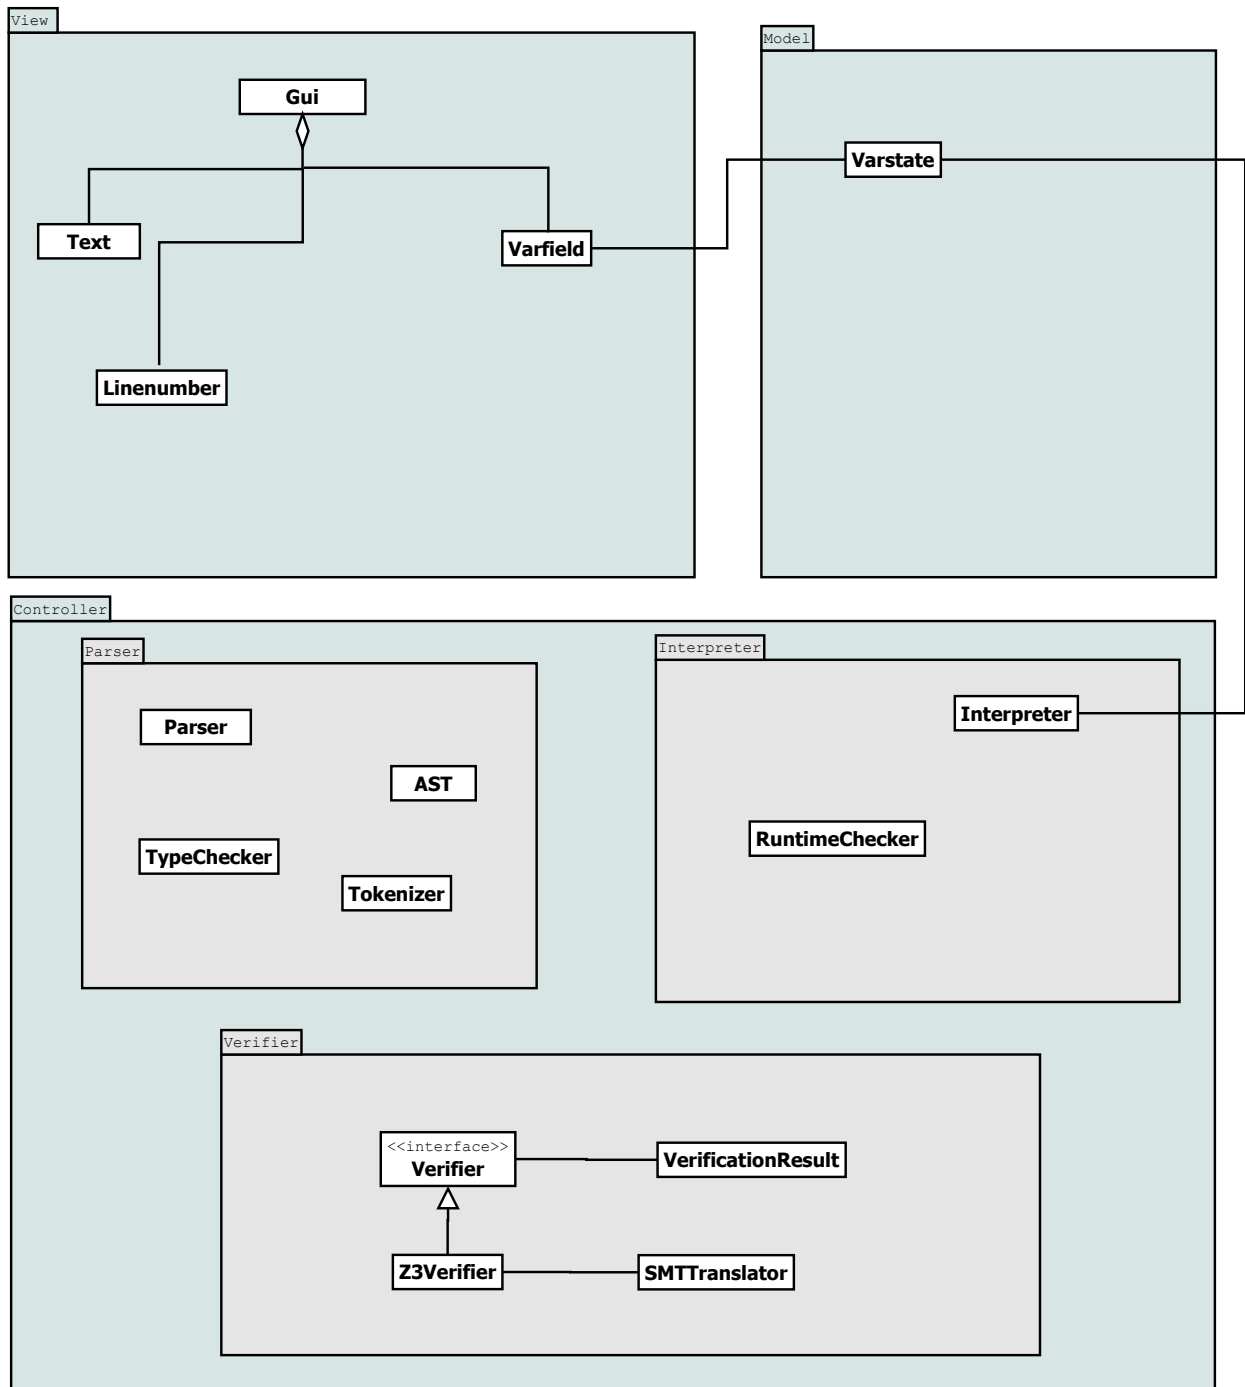 View
Model
Gui
Varstate
Text
Varfield
Linenumber
Controller
Parser
Interpreter
Parser
Interpreter
AST
TypeChecker
RuntimeChecker
Tokenizer
Verifier
<<interface>>
Verifier
VerificationResult
Z3Verifier
SMTTranslator